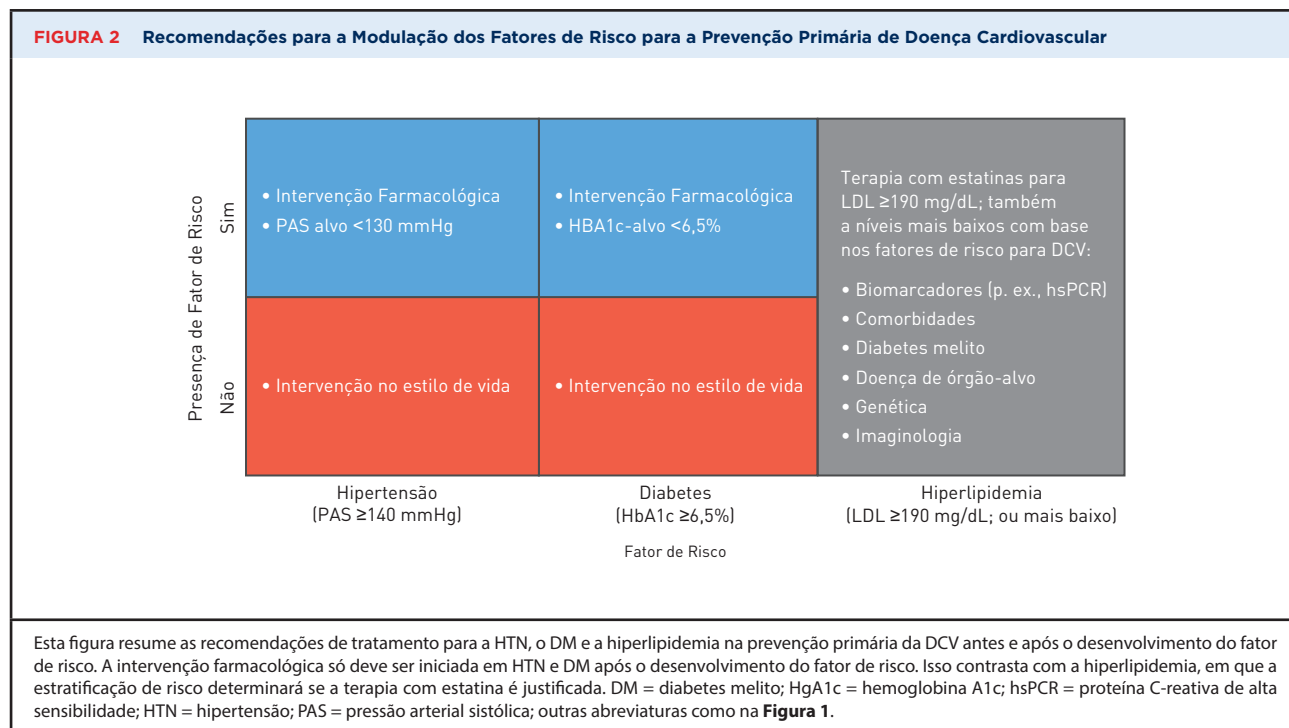 FIGURA 2 Recomendações para a Modulação dos Fatores de Risco para a Prevenção Primária de Doença Cardiovascular
Presença de Fator de Risco
Sim
• Intervenção Farmacológica
• PAS alvo <130 mmHg
• Intervenção Farmacológica
• HBA1c-alvo <6,5%
Terapia com estatinas para
LDL ≥190 mg/dL; também
a níveis mais baixos com base
nos fatores de risco para DCV:
• Biomarcadores (p. ex., hsPCR)
• Comorbidades
• Diabetes melito
• Doença de órgão-alvo
• Genética
• Imaginologia
Não
• Intervenção no estilo de vida
• Intervenção no estilo de vida
Hipertensão
(PAS ≥140 mmHg)
Diabetes
(HbA1c ≥6,5%)
Hiperlipidemia
(LDL ≥190 mg/dL; ou mais baixo)
Fator de Risco
Esta figura resume as recomendações de tratamento para a HTN, o DM e a hiperlipidemia na prevenção primária da DCV antes e após o desenvolvimento do fator
de risco. A intervenção farmacológica só deve ser iniciada em HTN e DM após o desenvolvimento do fator de risco. Isso contrasta com a hiperlipidemia, em que a
estratificação de risco determinará se a terapia com estatina é justificada. DM = diabetes melito; HgA1c = hemoglobina A1c; hsPCR = proteína C-reativa de alta
sensibilidade; HTN = hipertensão; PAS = pressão arterial sistólica; outras abreviaturas como na Figura 1.